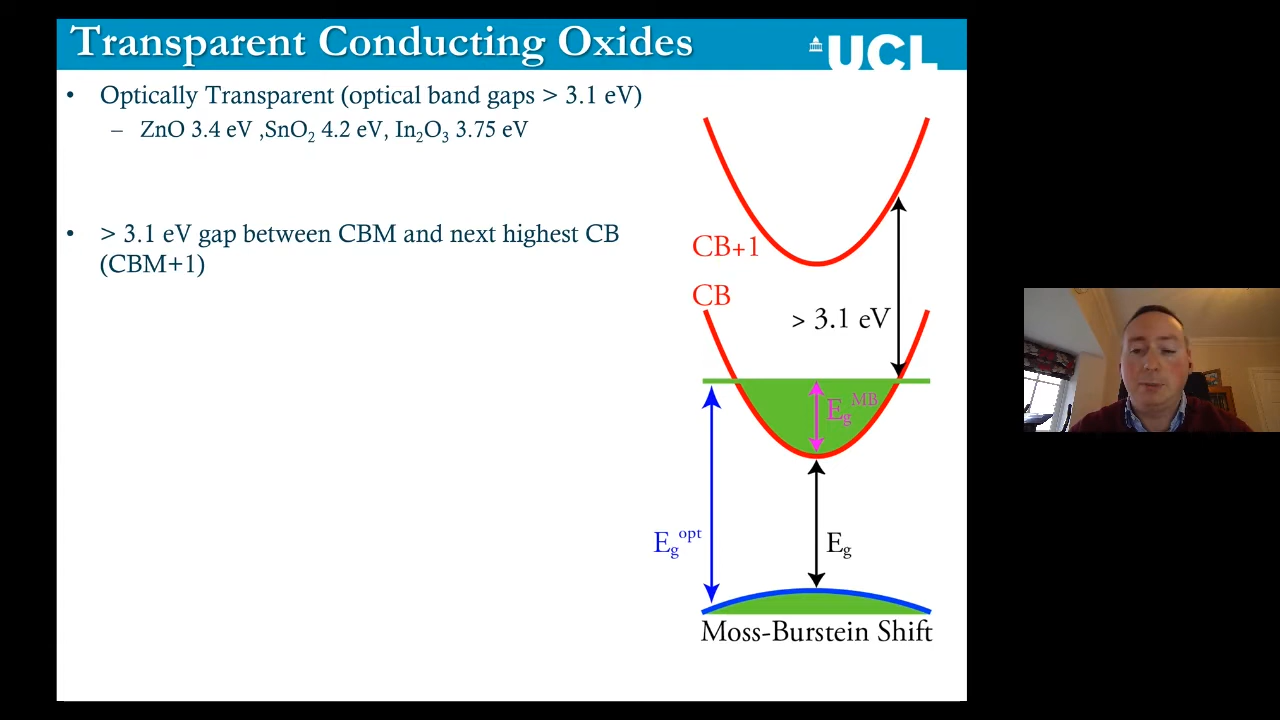 Transparent Conducting Oxides
UCL
• Optically Transparent (optical band gaps > 3.1 eV)
– ZnO 3.4 eV ,SnO₂ 4.2 eV, In₂O₃ 3.75 eV
• > 3.1 eV gap between CBM and next highest CB
(CBM+1)
CB+1
CB
> 3.1 eV
Eg^MB
Eg^opt
Eg
Moss-Burstein Shift